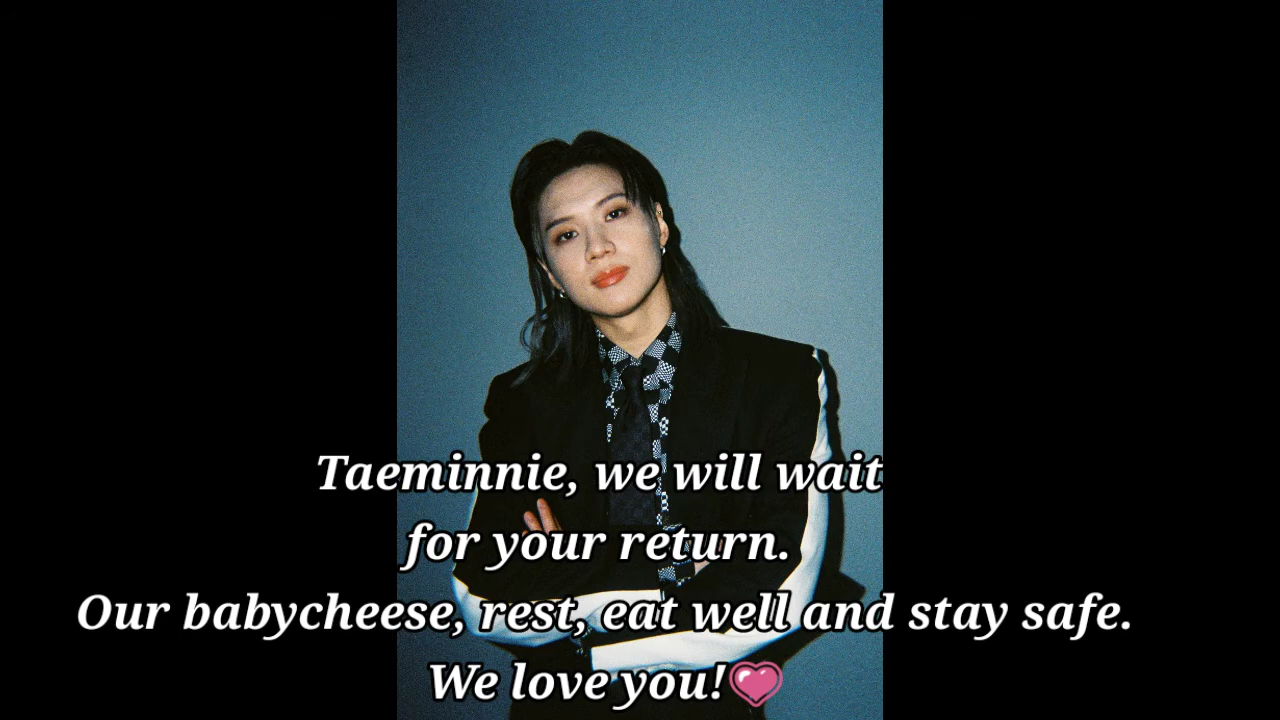 Taeminnie, we will wait
for your return.
Our babycheese, rest, eat well and stay safe.
We love you!💗